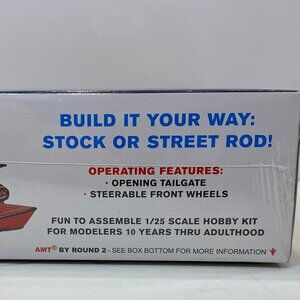 BUILD IT YOUR WAY:
STOCK OR STREET ROD!
OPERATING FEATURES:
• OPENING TAILGATE
• STEERABLE FRONT WHEELS
FUN TO ASSEMBLE 1/25 SCALE HOBBY KIT
FOR MODELERS 10 YEARS THRU ADULTHOOD
AMT® BY ROUND 2 - SEE BOX BOTTOM FOR MORE INFORMATION